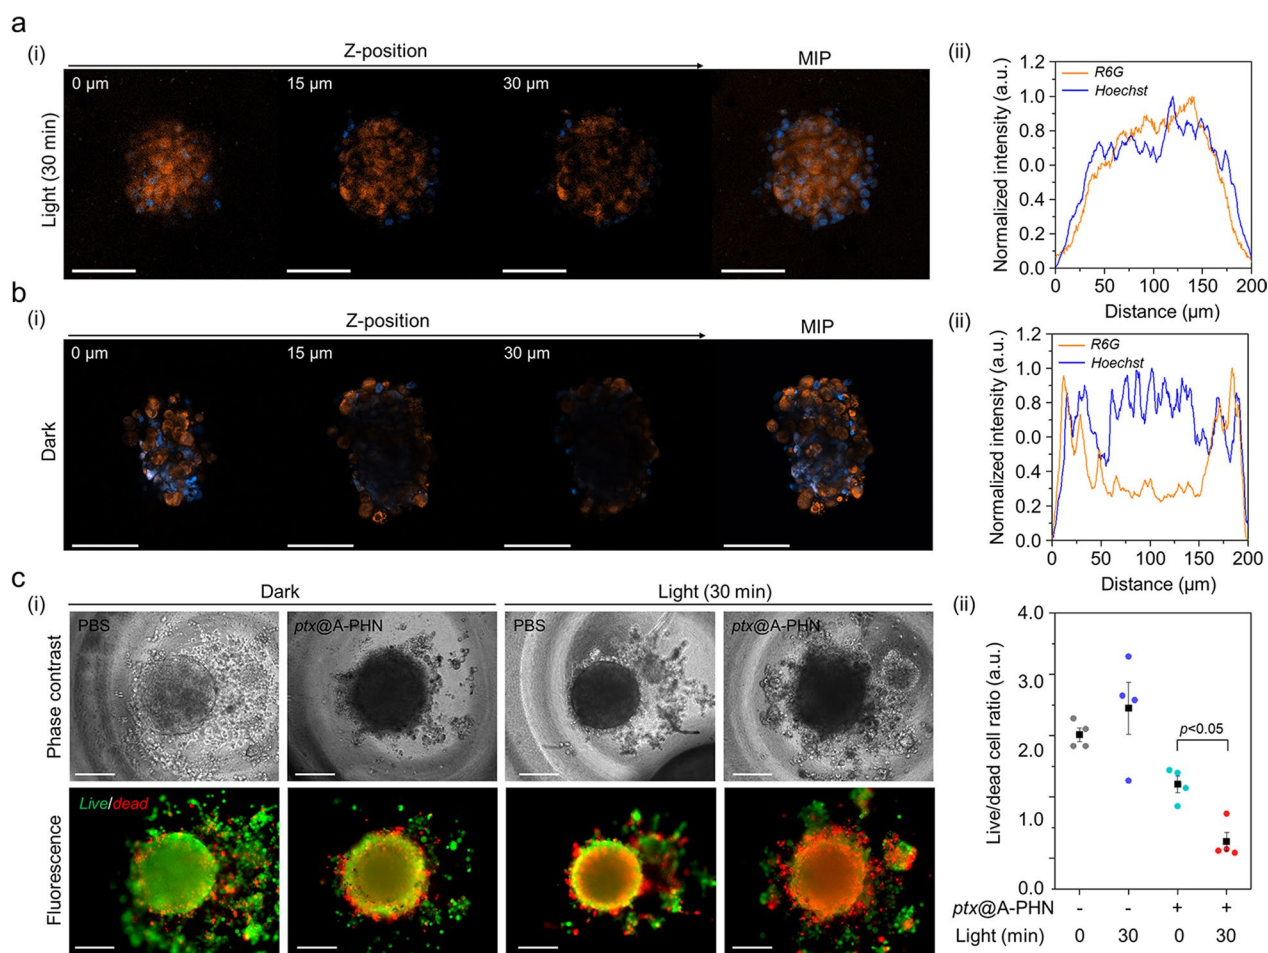 a
(i)
Z-position
MIP
0 µm
15 µm
30 µm
Light (30 min)
(ii)
R6G
Hoechst
Normalized intensity (a.u.)
1.2
1.0
0.8
0.0
0.4
0.2
0.0
0
50
100
150
200
Distance (µm)
b
(i)
Z-position
MIP
0 µm
15 µm
30 µm
Dark
(ii)
R6G
Hoechst
Normalized intensity (a.u.)
1.2
1.0
0.8
0.0
0.4
0.2
0.0
0
50
100
150
200
Distance (µm)
c
(i)
Dark
Light (30 min)
PBS
ptx@A-PHN
PBS
ptx@A-PHN
Phase contrast
Live/dead
Fluorescence
(ii)
Live/dead cell ratio (a.u.)
4.0
3.0
2.0
1.0
0.0
p<0.05
ptx@A-PHN - - + +
Light (min) 0 30 0 30